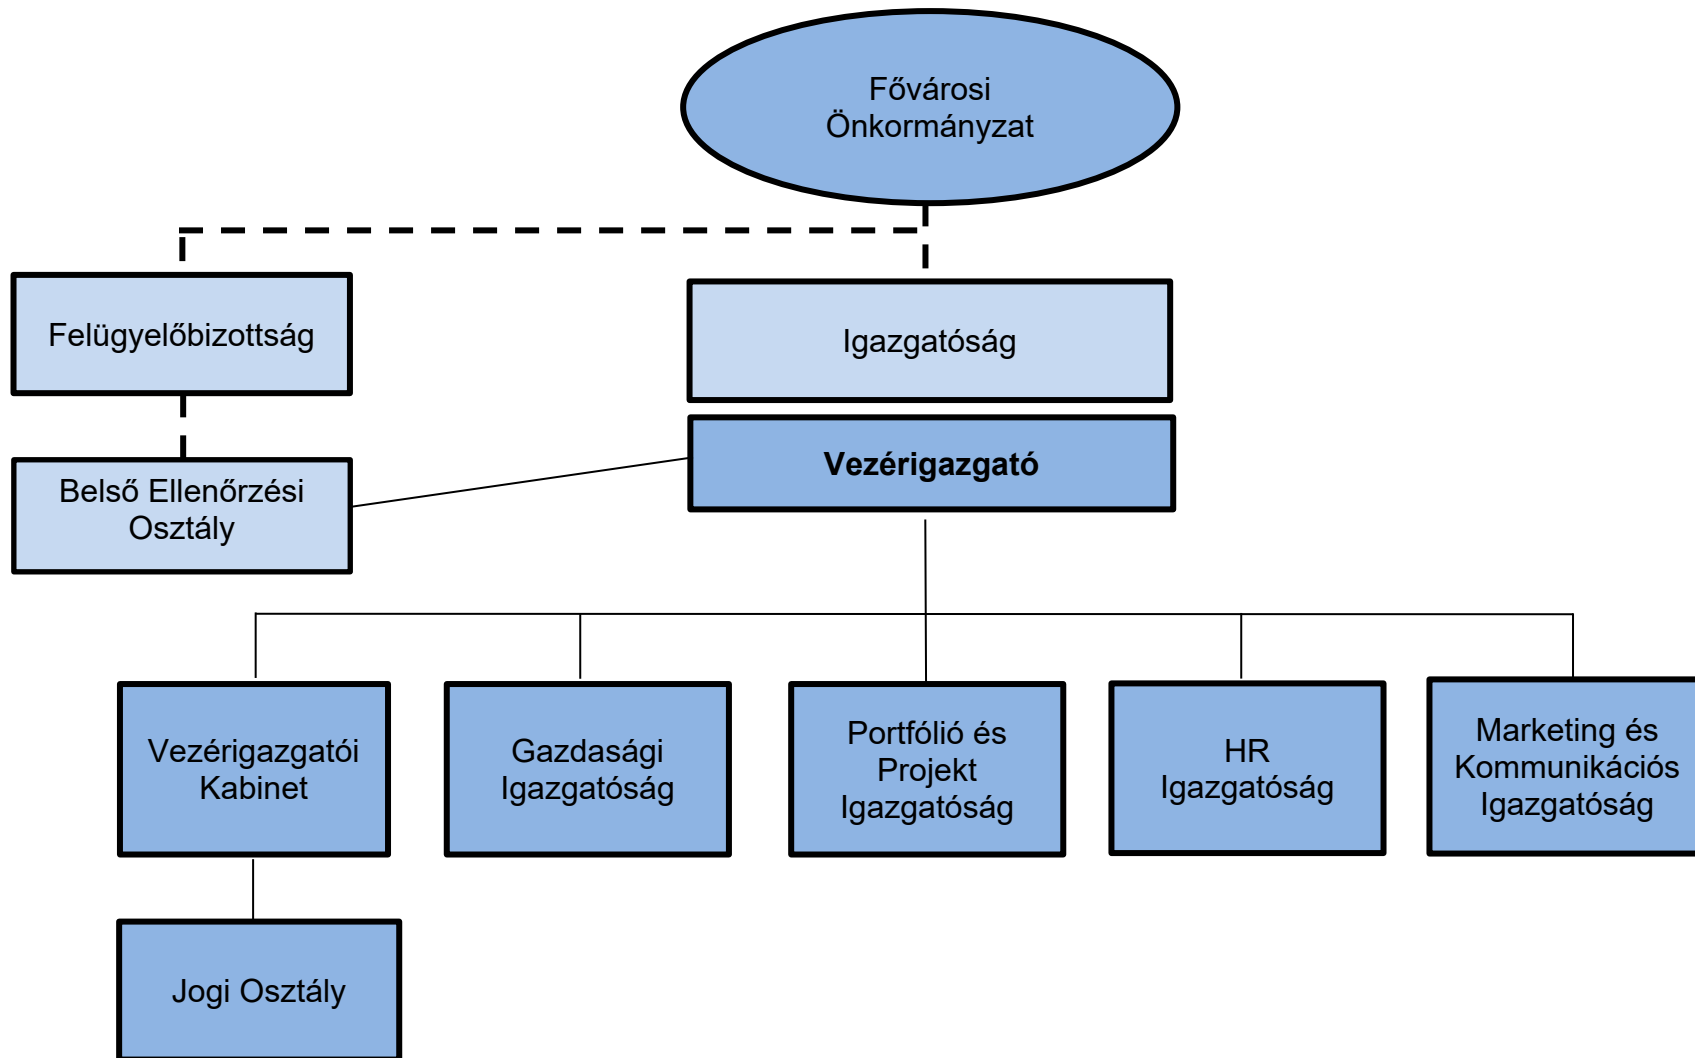 Fővárosi
Önkormányzat
Felügyelőbizottság
Igazgatóság
Vezérigazgató
Belső Ellenőrzési
Osztály
Vezérigazgatói
Kabinet
Gazdasági
Igazgatóság
Portfólió és
Projekt
Igazgatóság
HR
Igazgatóság
Marketing és
Kommunikációs
Igazgatóság
Jogi Osztály